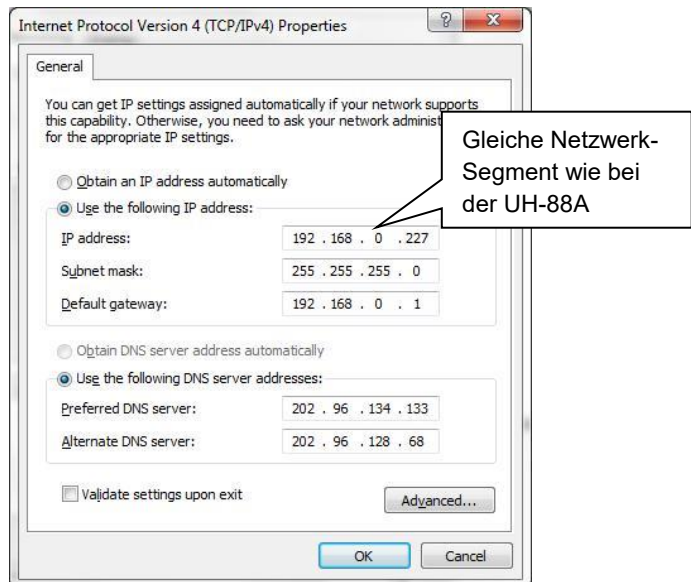 Internet Protocol Version 4 (TCP/IPv4) Properties
General
You can get IP settings assigned automatically if your network supports
this capability. Otherwise, you need to ask your network administ
for the appropriate IP settings.
Gleiche Netzwerk-
Segment wie bei
der UH-88A
Obtain an IP address automatically
Use the following IP address:
IP address: 192 . 168 . 0 . 227
Subnet mask: 255 . 255 . 255 . 0
Default gateway: 192 . 168 . 0 . 1
Obtain DNS server address automatically
Use the following DNS server addresses:
Preferred DNS server: 202 . 96 . 134 . 133
Alternate DNS server: 202 . 96 . 128 . 68
Validate settings upon exit
Advanced...
OK Cancel